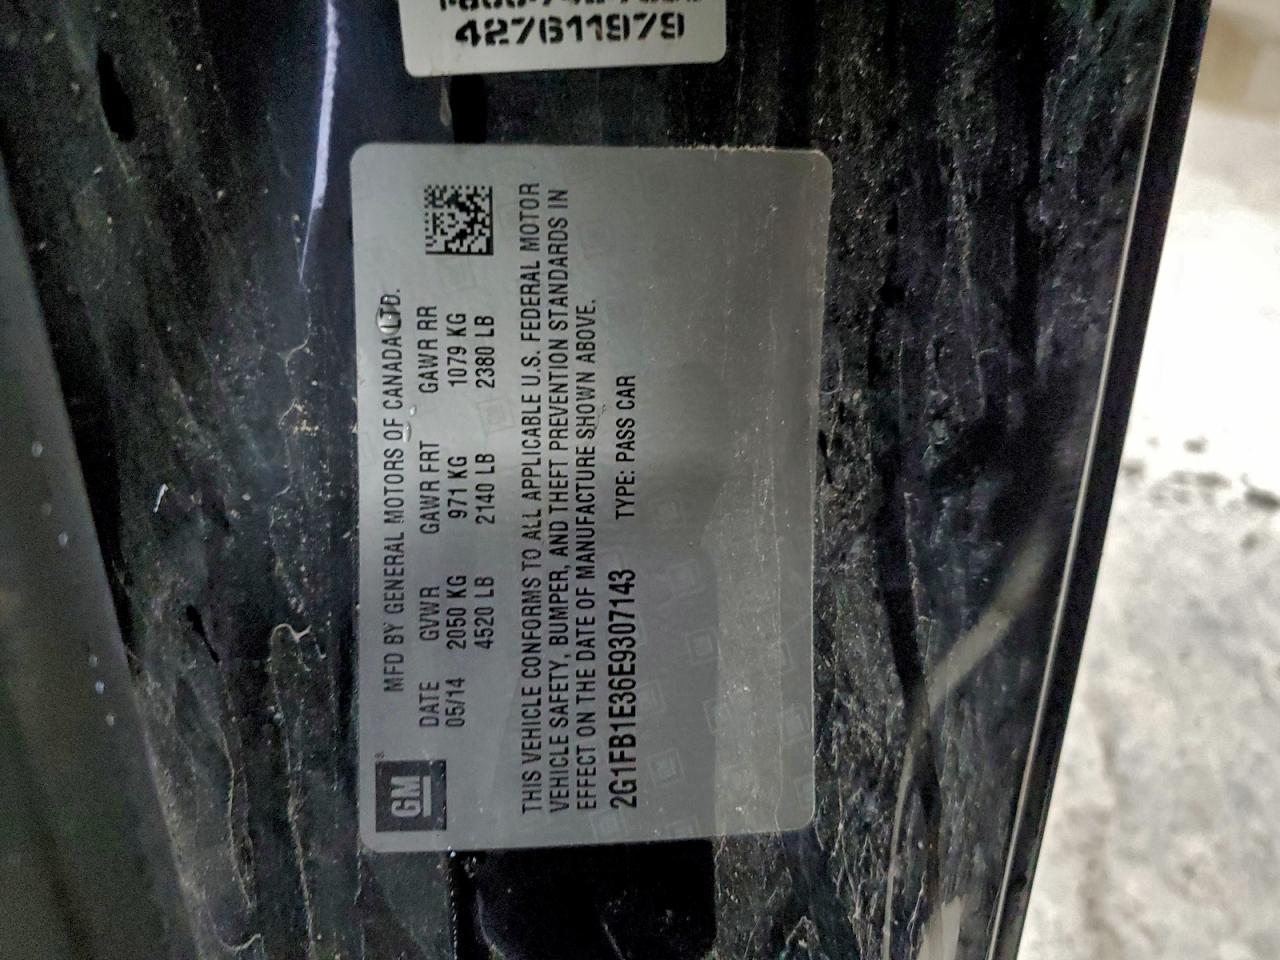 427611979
GM
MFD BY GENERAL MOTORS OF CANADA LTD.
DATE GVWR GAWR FRT GAWR RR
05/14 2050 KG 971 KG 1079 KG
4520 LB 2140 LB 2380 LB
THIS VEHICLE CONFORMS TO ALL APPLICABLE U.S. FEDERAL MOTOR
VEHICLE SAFETY, BUMPER, AND THEFT PREVENTION STANDARDS IN
EFFECT ON THE DATE OF MANUFACTURE SHOWN ABOVE.
2G1FB1E36E9307143 TYPE: PASS CAR